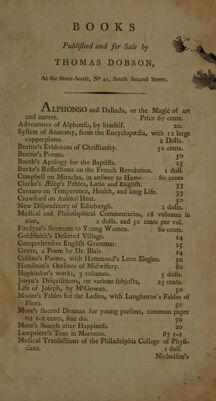 BOOKS
Publiſhed and for Sale by
THOMAS DOBSON,
At the Stone-houſe, No 41, South Second Street.
ALPHONSO and Dalinda, or the Magic of art
and nature. Price 67 cents.
Adventures of Alphonſo, by himſelf. 20.
Syſtem of Anatomy, from the Encyclopædia, with 12 large
copperplates. 2 Dolls.
Beattie's Evidences of Chriſtianity. 50 cents.
Beattie's Poems. 50
Booth's Apology for the Baptiſts. 25
Burke's Reflections on the French Revolution. 1 doll.
Campbell on Miracles, in anſwer to Hume. 80 cents
Clarke's Æſop's Fables, Latin and Engliſh. 33
Cornaro on Temperance, health, and long Life. 33
Crawford on Animal Heat. 50
New Diſpenſatory of Edinburgh. 2 dolls.
Medical and Philoſophical Commentaries, 18 volumes in
nine, 2 dolls. and 50 cents per vol.
Fordyce's Sermons to Young Women. 80 cents.
Goldſmith's Deſerted Village. 14
Comprehenſive Engliſh Grammar. 25
Grave, a Poem by Dr. Blair. 14
Collins's Poems, with Hammond's Love Elegies. 50
Hamilton's Outlines of Midwifery. 80
Hopkinſon's works, 3 volumes. 5 dolls.
Jenyn's Diſquiſitions, on various ſubjects, 25 cents.
Life of Joſeph, by McGowan. 50
Moore's Fables for the Ladies, with Langhorne's Fables of
Flora. 50
More's Sacred Dramas for young perſons, common paper
62 1-2 cents, fine do. 70
More's Search after Happineſs. 20
Lempriere's Tour in Morocco. 87 1-2
Medical Tranſactions of the Philadelphia College of Phyſi-
cians. 1 doll.
Nicholſon's